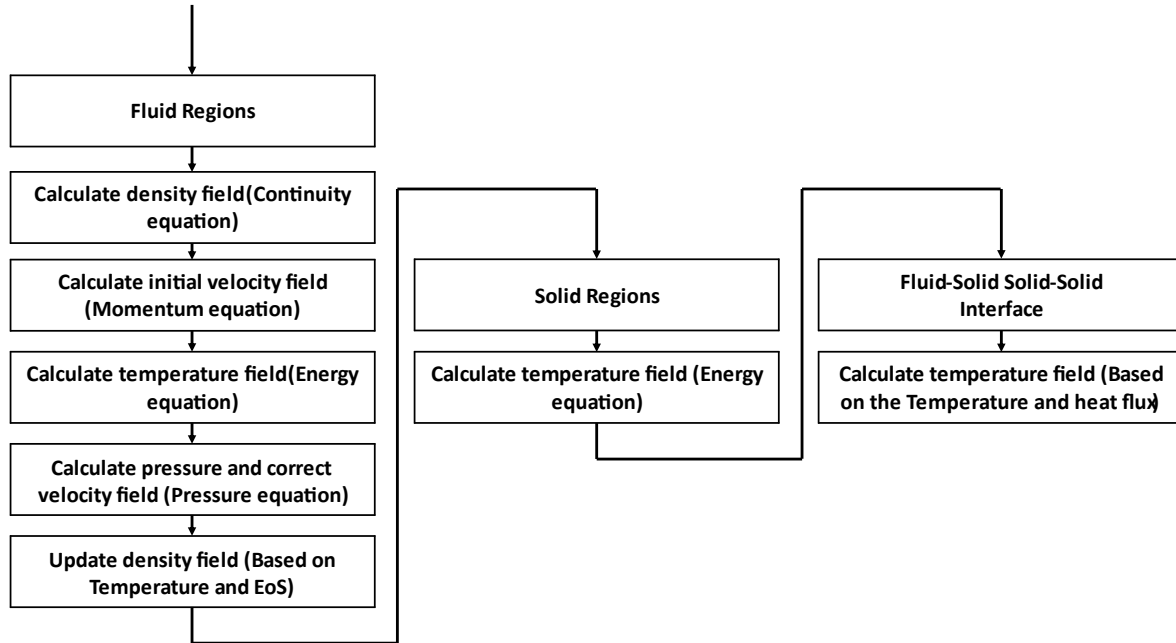 Fluid Regions
Calculate density field(Continuity
equation)
Calculate initial velocity field
(Momentum equation)
Calculate temperature field(Energy
equation)
Calculate pressure and correct
velocity field (Pressure equation)
Update density field (Based on
Temperature and EoS)
Solid Regions
Calculate temperature field (Energy
equation)
Fluid-Solid Solid-Solid
Interface
Calculate temperature field (Based
on the Temperature and heat flux)